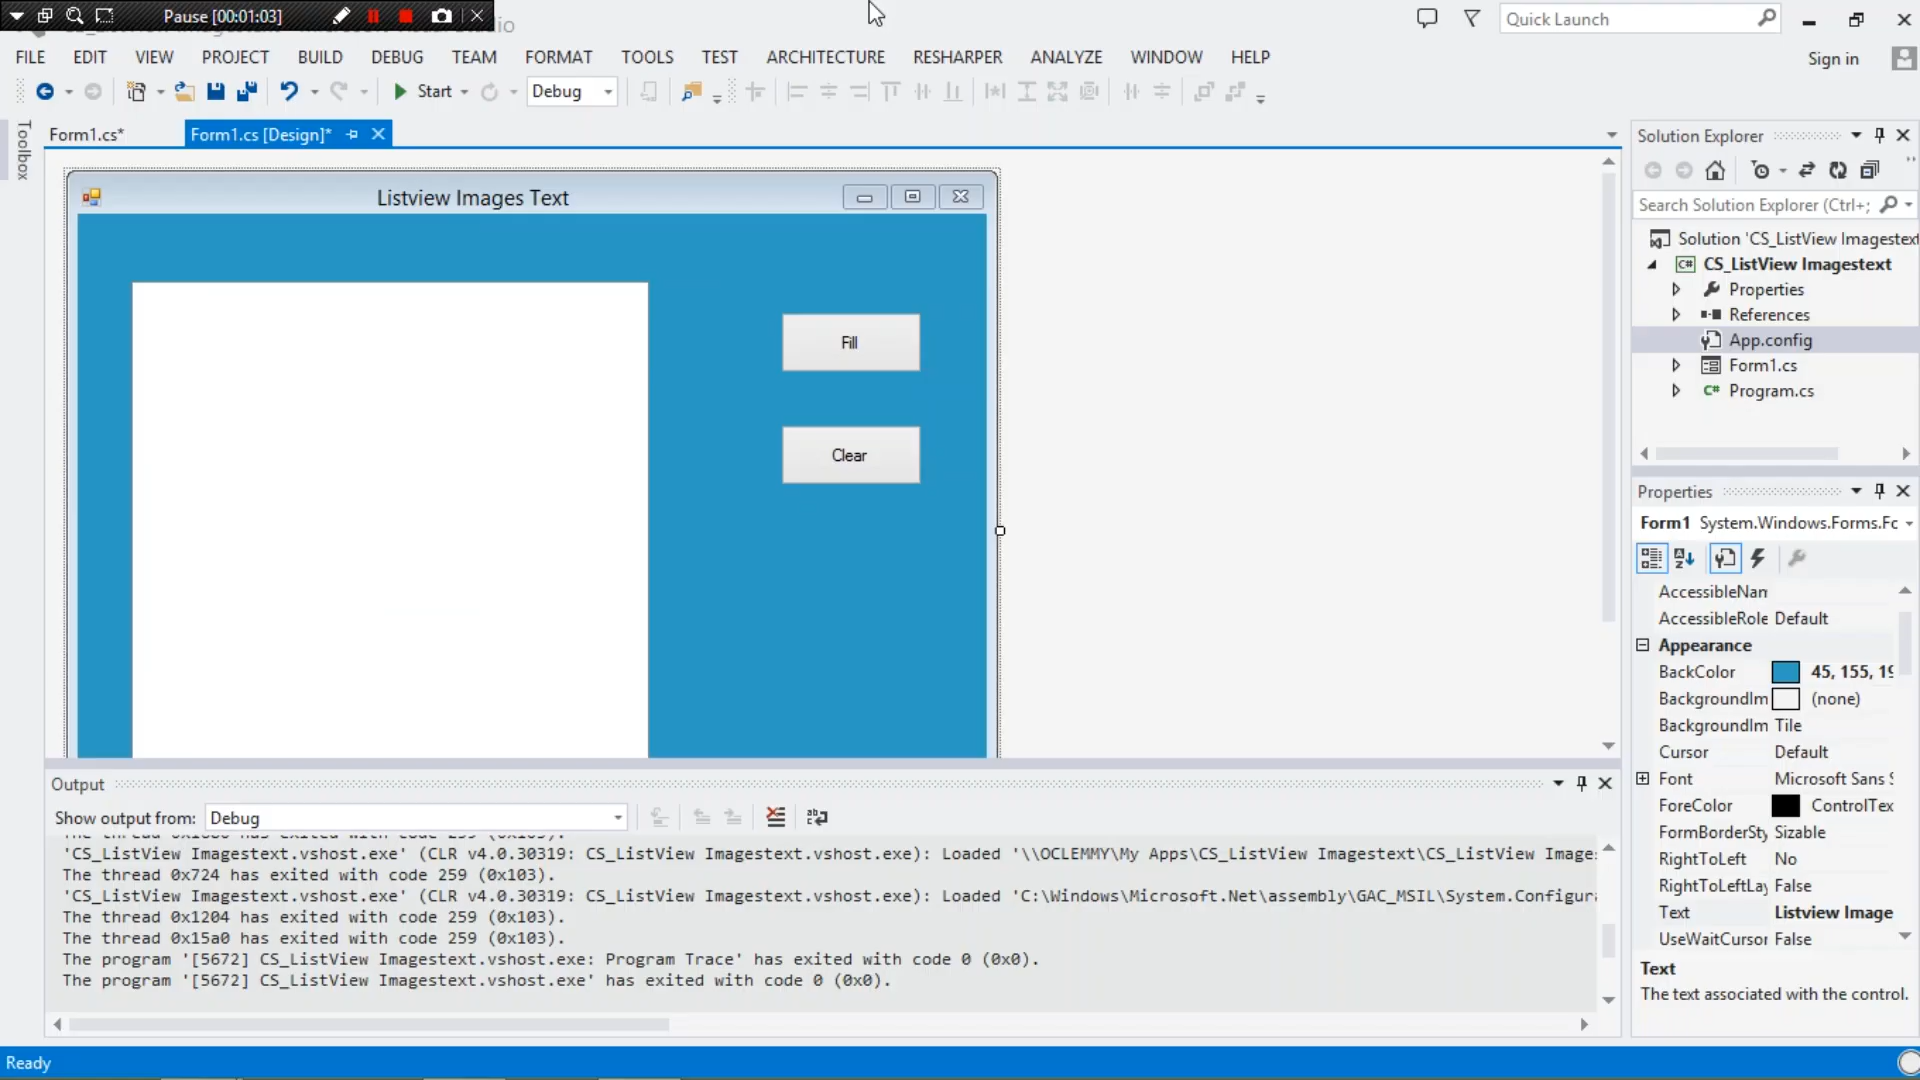 Pause [00:01:03]
Quick Launch
FILE EDIT VIEW PROJECT BUILD DEBUG TEAM FORMAT TOOLS TEST ARCHITECTURE RESHARPER ANALYZE WINDOW HELP
Sign in
Start Debug
Toolbox
Form1.cs* Form1.cs [Design]*
Listview Images Text
Fill
Clear
Solution Explorer
Search Solution Explorer (Ctrl+;
Solution 'CS_ListView Imagestext
CS_ListView Imagestext
Properties
References
App.config
Form1.cs
Program.cs
Properties
Form1 System.Windows.Forms.Fc
AccessibleNam
AccessibleRole Default
Appearance
BackColor 45, 155, 19
BackgroundIm (none)
BackgroundIm Tile
Cursor Default
Font Microsoft Sans S
ForeColor ControlTex
FormBorderSty Sizable
RightToLeft No
RightToLeftLay False
Text Listview Image
UseWaitCursor False
Text
The text associated with the control.
Output
Show output from: Debug
'CS_ListView Imagestext.vshost.exe' (CLR v4.0.30319: CS_ListView Imagestext.vshost.exe): Loaded '\\OCLEMMY\My Apps\CS_ListView Imagestext\CS_ListView Image
The thread 0x724 has exited with code 259 (0x103).
'CS_ListView Imagestext.vshost.exe' (CLR v4.0.30319: CS_ListView Imagestext.vshost.exe): Loaded 'C:\Windows\Microsoft.Net\assembly\GAC_MSIL\System.Configura
The thread 0x1204 has exited with code 259 (0x103).
The thread 0x15a0 has exited with code 259 (0x103).
The program '[5672] CS_ListView Imagestext.vshost.exe: Program Trace' has exited with code 0 (0x0).
The program '[5672] CS_ListView Imagestext.vshost.exe' has exited with code 0 (0x0).
Ready